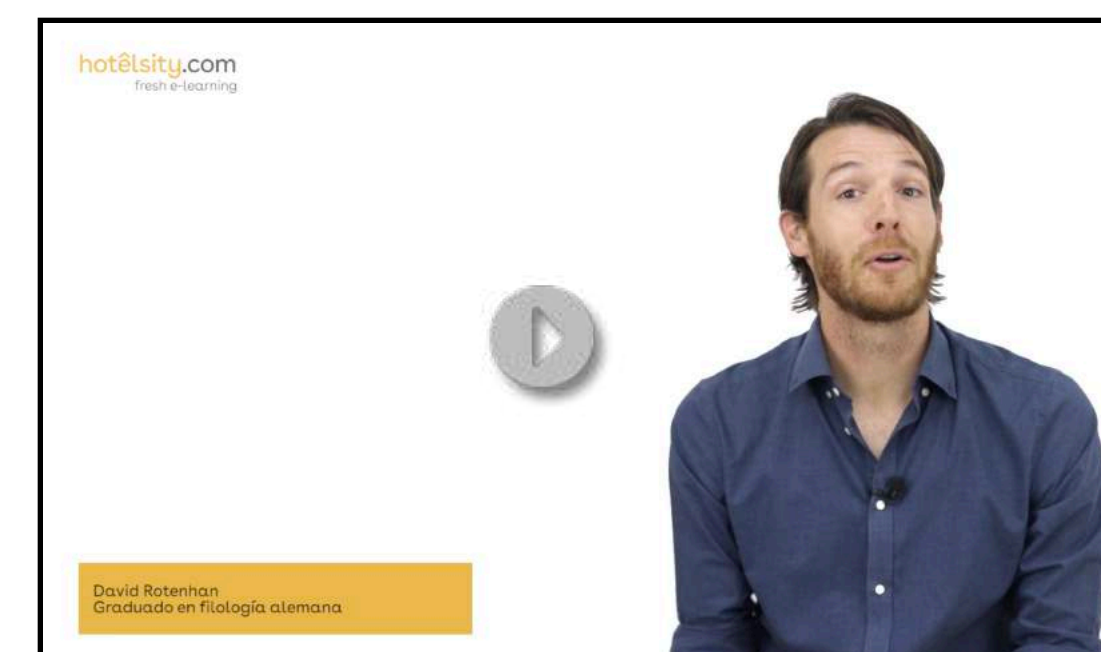 hotêlsity.com
fresh e-learning
David Rotenhan
Graduado en filología alemana